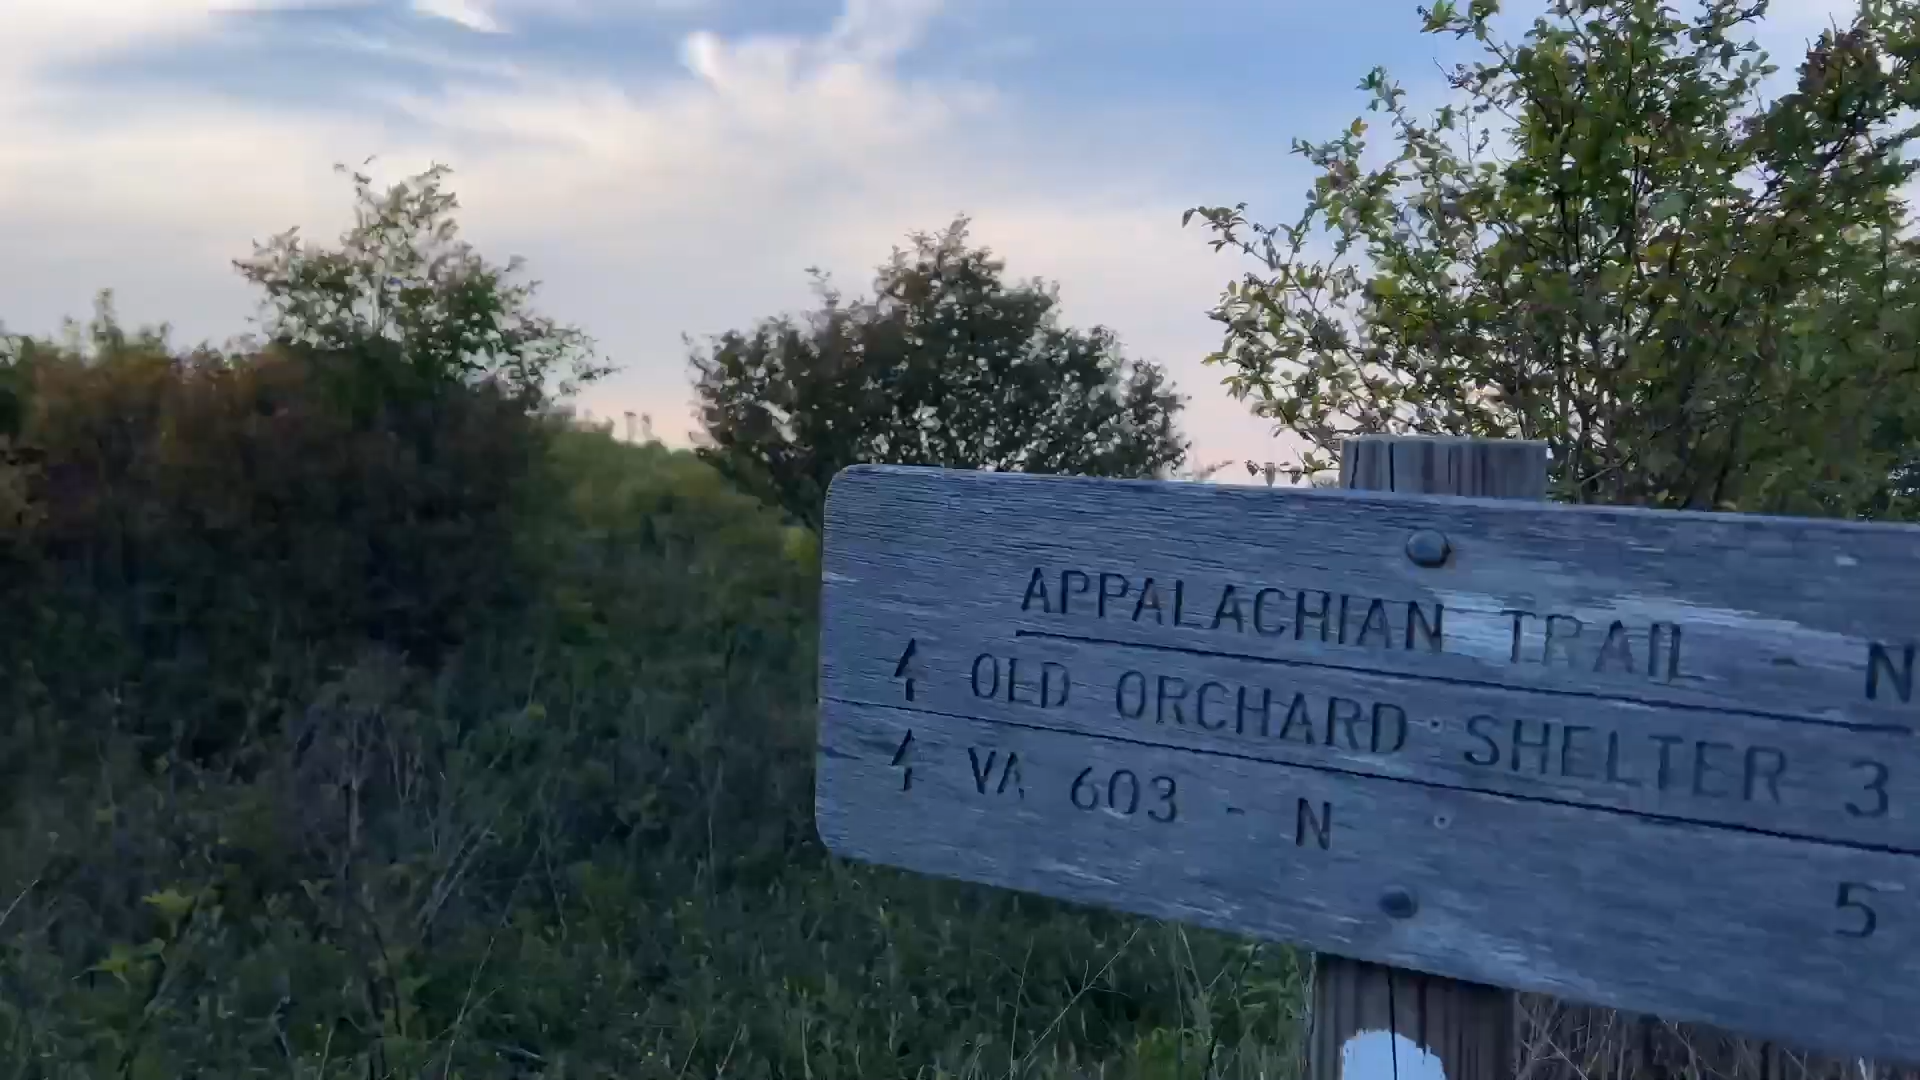 APPALACHIAN TRAIL N
OLD ORCHARD SHELTER 3
VA 603 - N 5